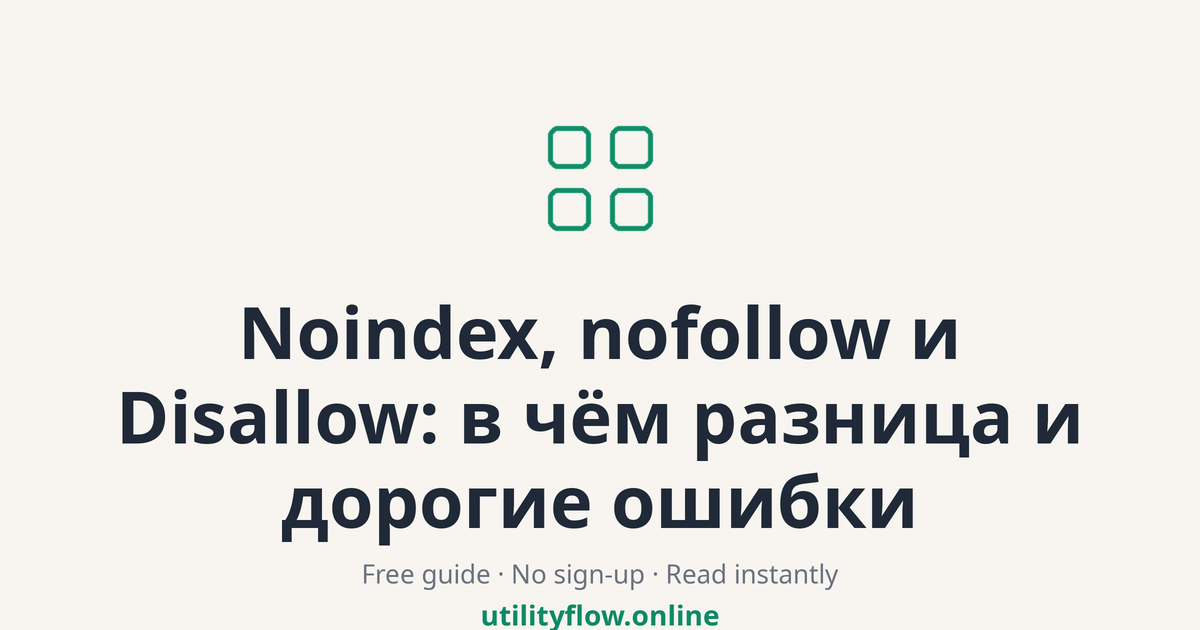 Noindex, nofollow и
Disallow: в чём разница и
дорогие ошибки
Free guide · No sign-up · Read instantly
utilityflow.online